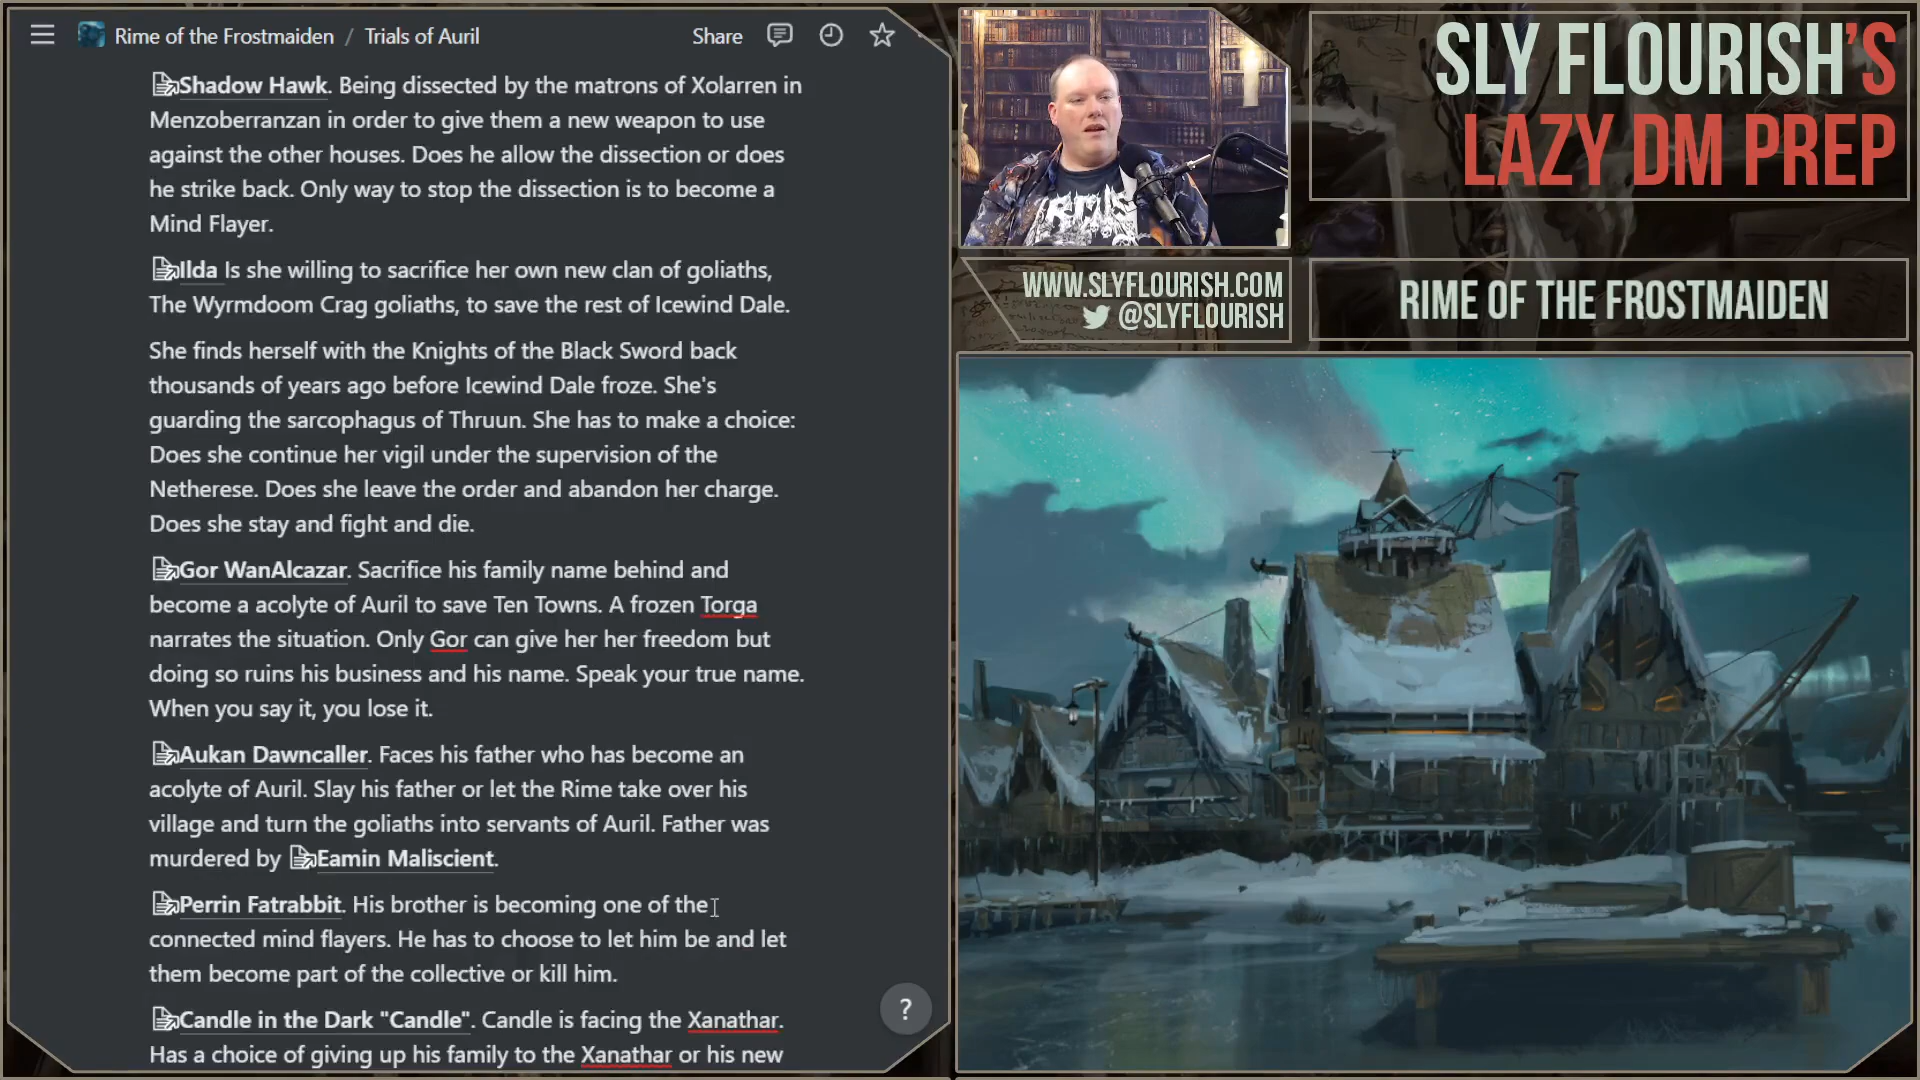 Rime of the Frostmaiden / Trials of Auril
Share
Shadow Hawk. Being dissected by the matrons of Xolarren in
Menzoberranzan in order to give them a new weapon to use
against the other houses. Does he allow the dissection or does
he strike back. Only way to stop the dissection is to become a
Mind Flayer.
Ilda Is she willing to sacrifice her own new clan of goliaths,
The Wyrmdoom Crag goliaths, to save the rest of Icewind Dale.
She finds herself with the Knights of the Black Sword back
thousands of years ago before Icewind Dale froze. She's
guarding the sarcophagus of Thruun. She has to make a choice:
Does she continue her vigil under the supervision of the
Netherese. Does she leave the order and abandon her charge.
Does she stay and fight and die.
Gor WanAlcazar. Sacrifice his family name behind and
become a acolyte of Auril to save Ten Towns. A frozen Torga
narrates the situation. Only Gor can give her her freedom but
doing so ruins his business and his name. Speak your true name.
When you say it, you lose it.
Aukan Dawncaller. Faces his father who has become an
acolyte of Auril. Slay his father or let the Rime take over his
village and turn the goliaths into servants of Auril. Father was
murdered by Eamin Maliscient.
Perrin Fatrabbit. His brother is becoming one of the
connected mind flayers. He has to choose to let him be and let
them become part of the collective or kill him.
Candle in the Dark "Candle". Candle is facing the Xanathar.
Has a choice of giving up his family to the Xanathar or his new
?
WWW.SLYFLOURISH.COM
@SLYFLOURISH
SLY FLOURISH'S
LAZY DM PREP
RIME OF THE FROSTMAIDEN